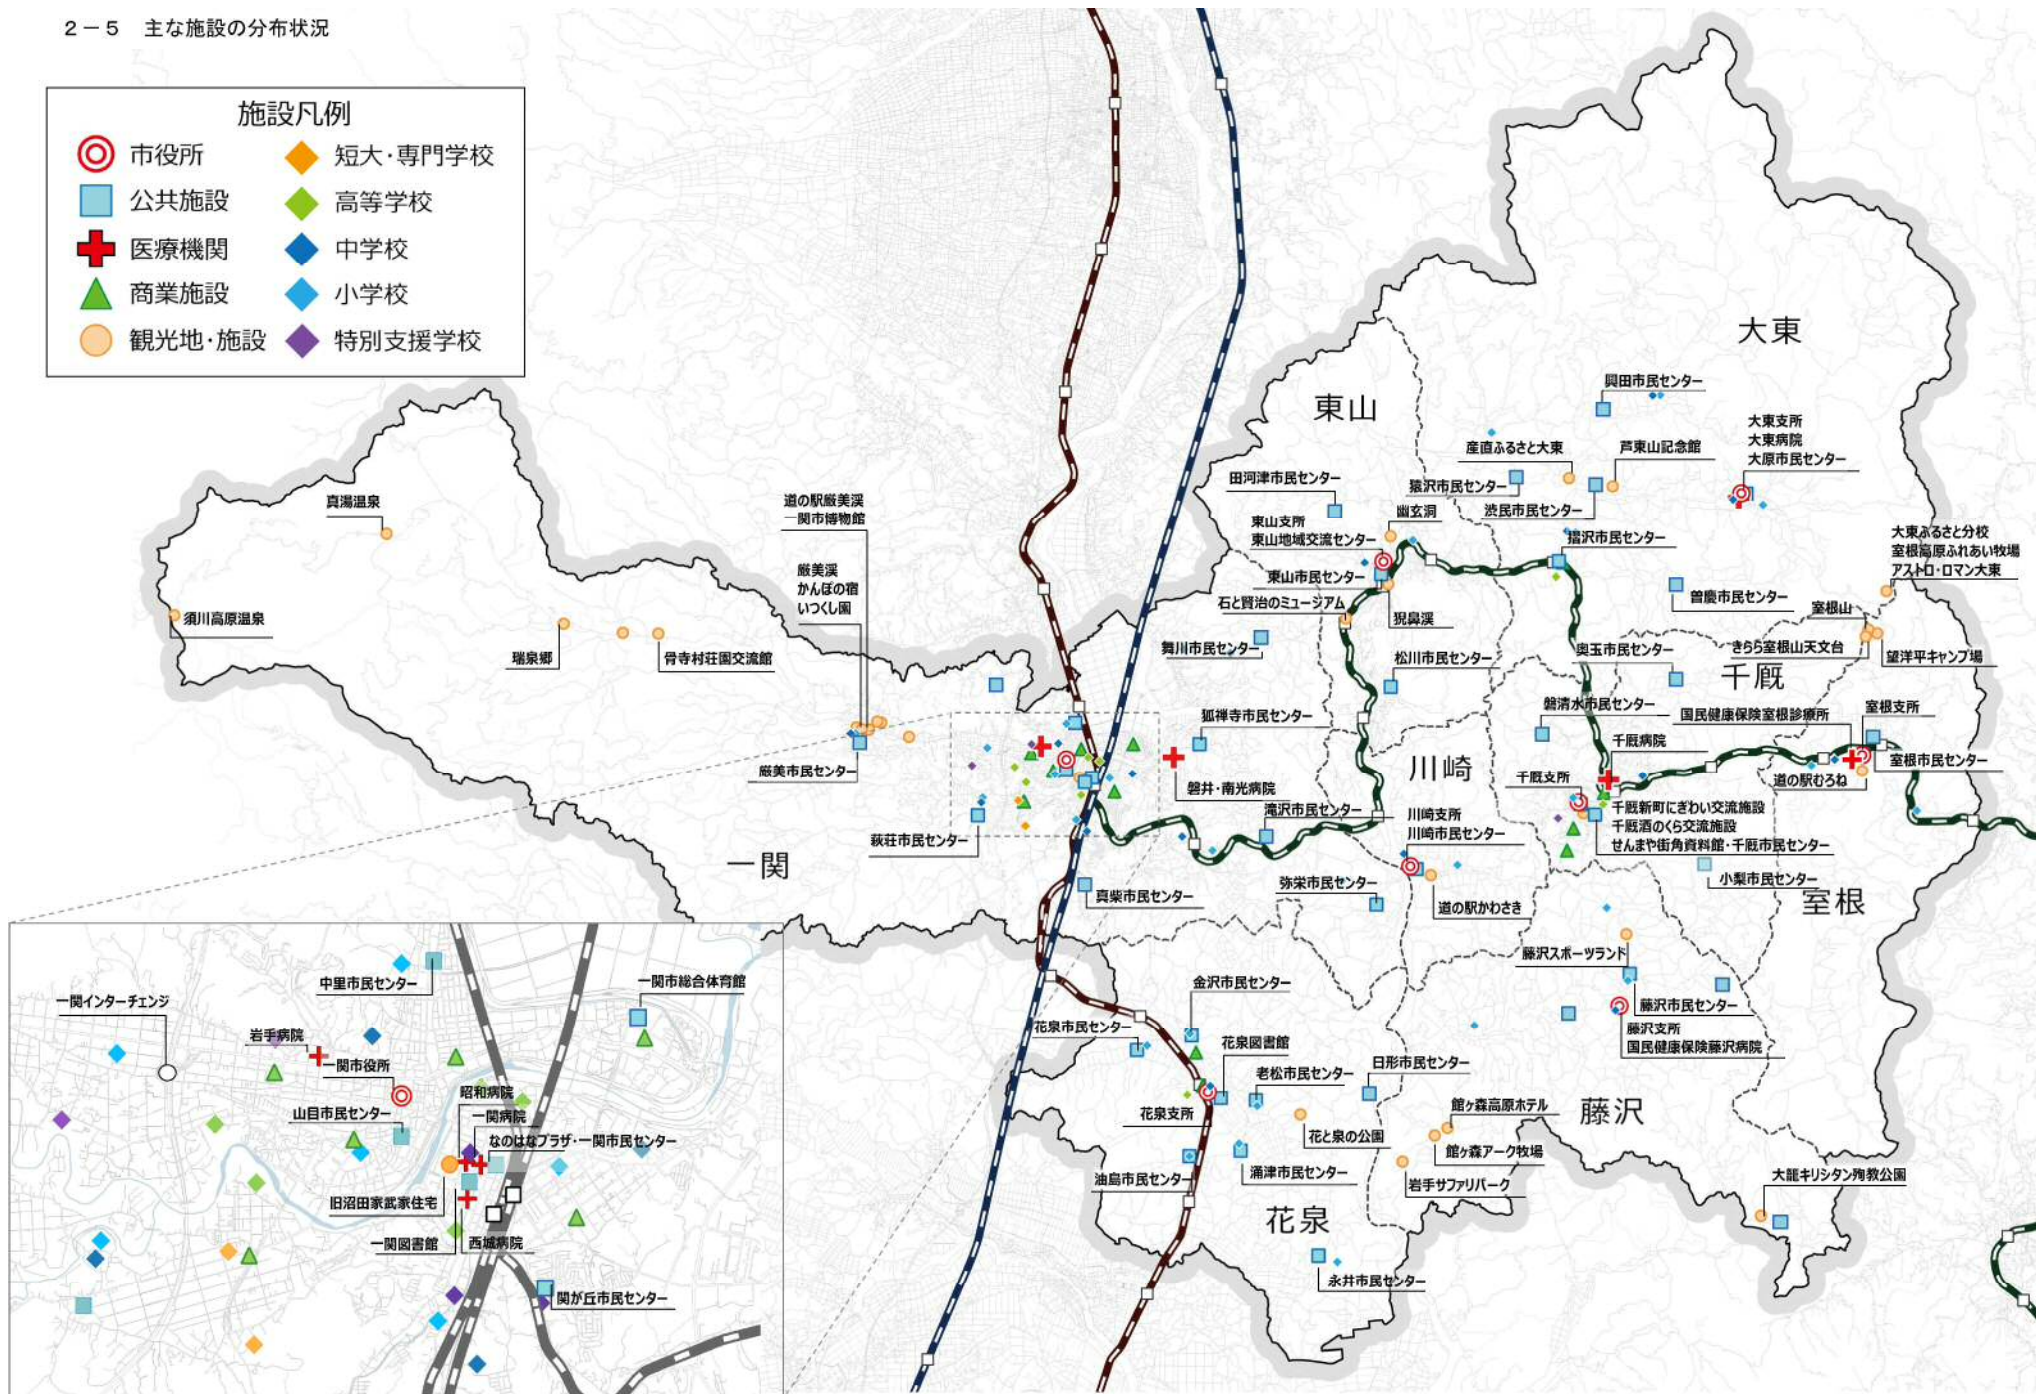 2－5　主な施設の分布状況
施設凡例
市役所
公共施設
医療機関
商業施設
観光地・施設
短大・専門学校
高等学校
中学校
小学校
特別支援学校
大東
東山
興田市民センター
大東支所
大東病院
大原市民センター
産直ふるさと大東
芦東山記念館
田河津市民センター
猿沢市民センター
渋民市民センター
幽玄洞
東山支所
東山地域交流センター
摺沢市民センター
大東ふるさと分校
室根高原ふれあい牧場
アストロ・ロマン大東
東山市民センター
石と賢治のミュージアム
猊鼻渓
曽慶市民センター
室根山
真湯温泉
道の駅厳美渓
一関市博物館
厳美渓
かんぽの宿
いつくし園
須川高原温泉
瑞泉郷
骨寺村荘園交流館
舞川市民センター
松川市民センター
奥玉市民センター
きらら室根山天文台
望洋平キャンプ場
千厩
磐清水市民センター
国民健康保険室根診療所
室根支所
狐禅寺市民センター
千厩病院
川崎
室根市民センター
厳美市民センター
磐井・南光病院
千厩支所
道の駅むろね
滝沢市民センター
川崎支所
川崎市民センター
千厩新町にぎわい交流施設
千厩酒のくら交流施設
せんまや街角資料館・千厩市民センター
萩荘市民センター
一関
小梨市民センター
室根
真柴市民センター
弥栄市民センター
道の駅かわさき
藤沢スポーツランド
金沢市民センター
藤沢市民センター
花泉市民センター
花泉図書館
藤沢支所
国民健康保険藤沢病院
老松市民センター
日形市民センター
花泉支所
館ヶ森高原ホテル
藤沢
花と泉の公園
館ヶ森アーク牧場
油島市民センター
涌津市民センター
岩手サファリパーク
大籠キリシタン殉教公園
花泉
永井市民センター
中里市民センター
一関市総合体育館
一関インターチェンジ
岩手病院
一関市役所
昭和病院
山目市民センター
一関病院
なのはなプラザ・一関市民センター
旧沼田家武家住宅
一関図書館
西城病院
関が丘市民センター